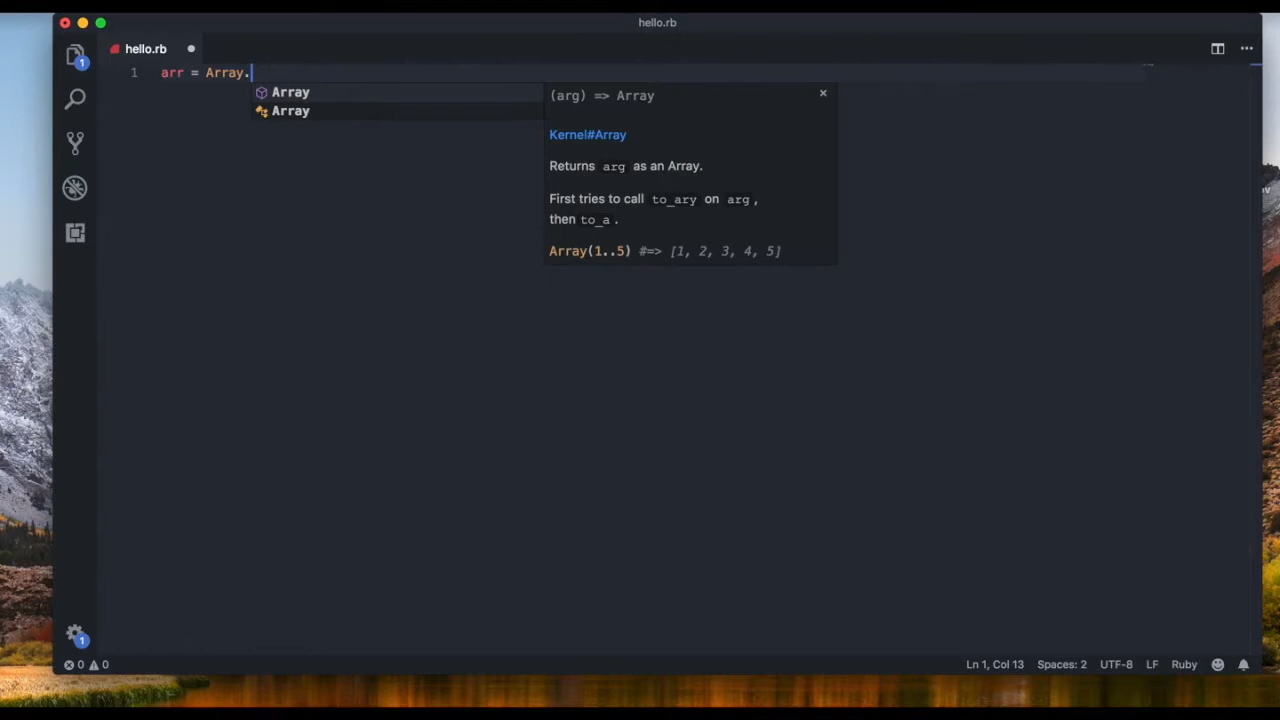 hello.rb
1
hello.rb
1 arr = Array.
Array
Array
(arg) => Array
Kernel#Array
Returns arg as an Array.
First tries to call to_ary on arg,
then to_a.
Array(1..5) #=> [1, 2, 3, 4, 5]
1
0 0
Ln 1, Col 13 Spaces: 2 UTF-8 LF Ruby